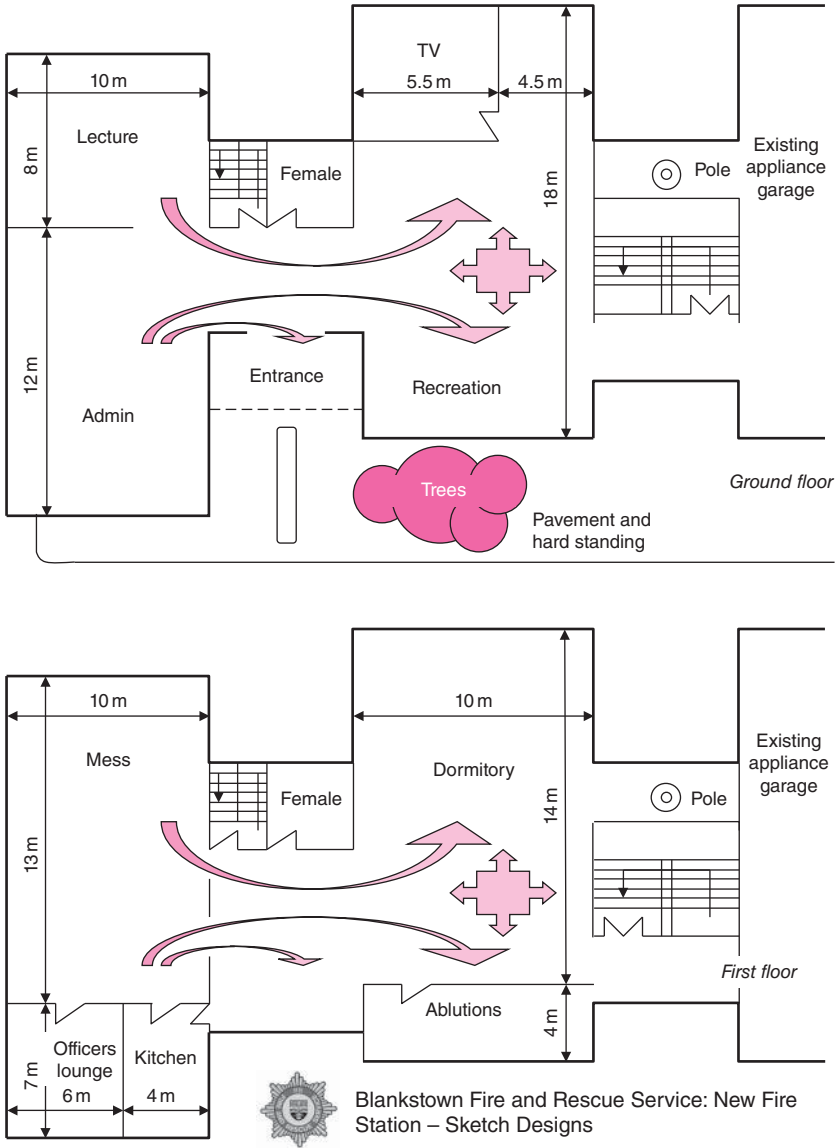 TV
10 m
5.5 m
4.5 m
Lecture
8 m
Female
18 m
Pole
Existing
appliance
garage
12 m
Entrance
Recreation
Admin
Trees
Ground floor
Pavement and
hard standing
10 m
10 m
Mess
Dormitory
Existing
appliance
garage
Female
Pole
13 m
14 m
First floor
Ablutions
4 m
Officers
lounge
Kitchen
7 m
6 m
4 m
Blankstown Fire and Rescue Service: New Fire
Station – Sketch Designs